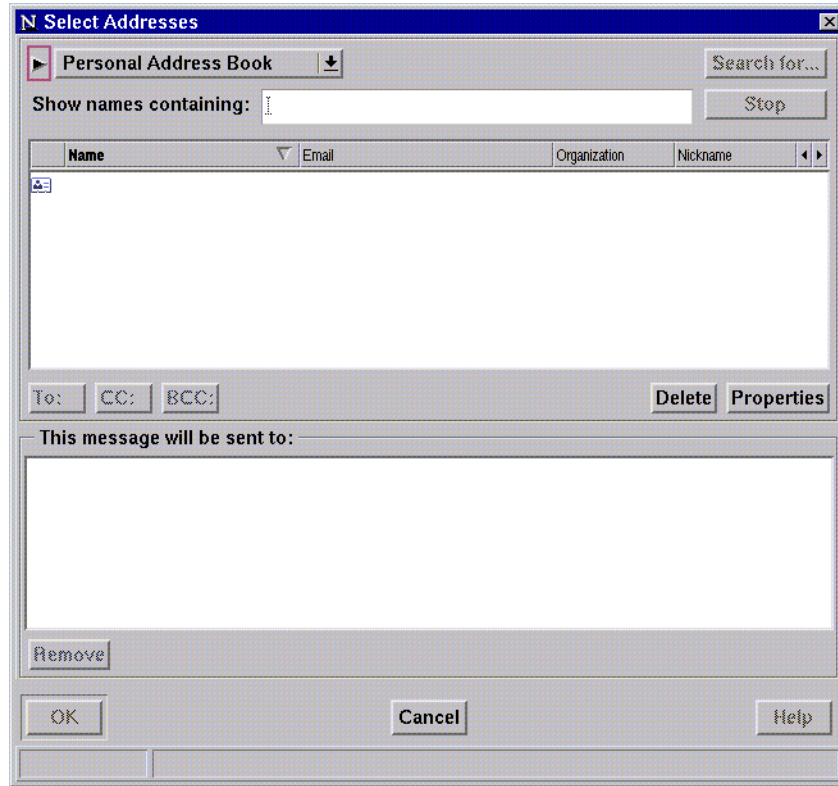 N Select Addresses
Personal Address Book
Search for...
Show names containing:
Stop
Name Email Organization Nickname
To: CC: BCC: Delete Properties
This message will be sent to:
Remove
OK Cancel Help